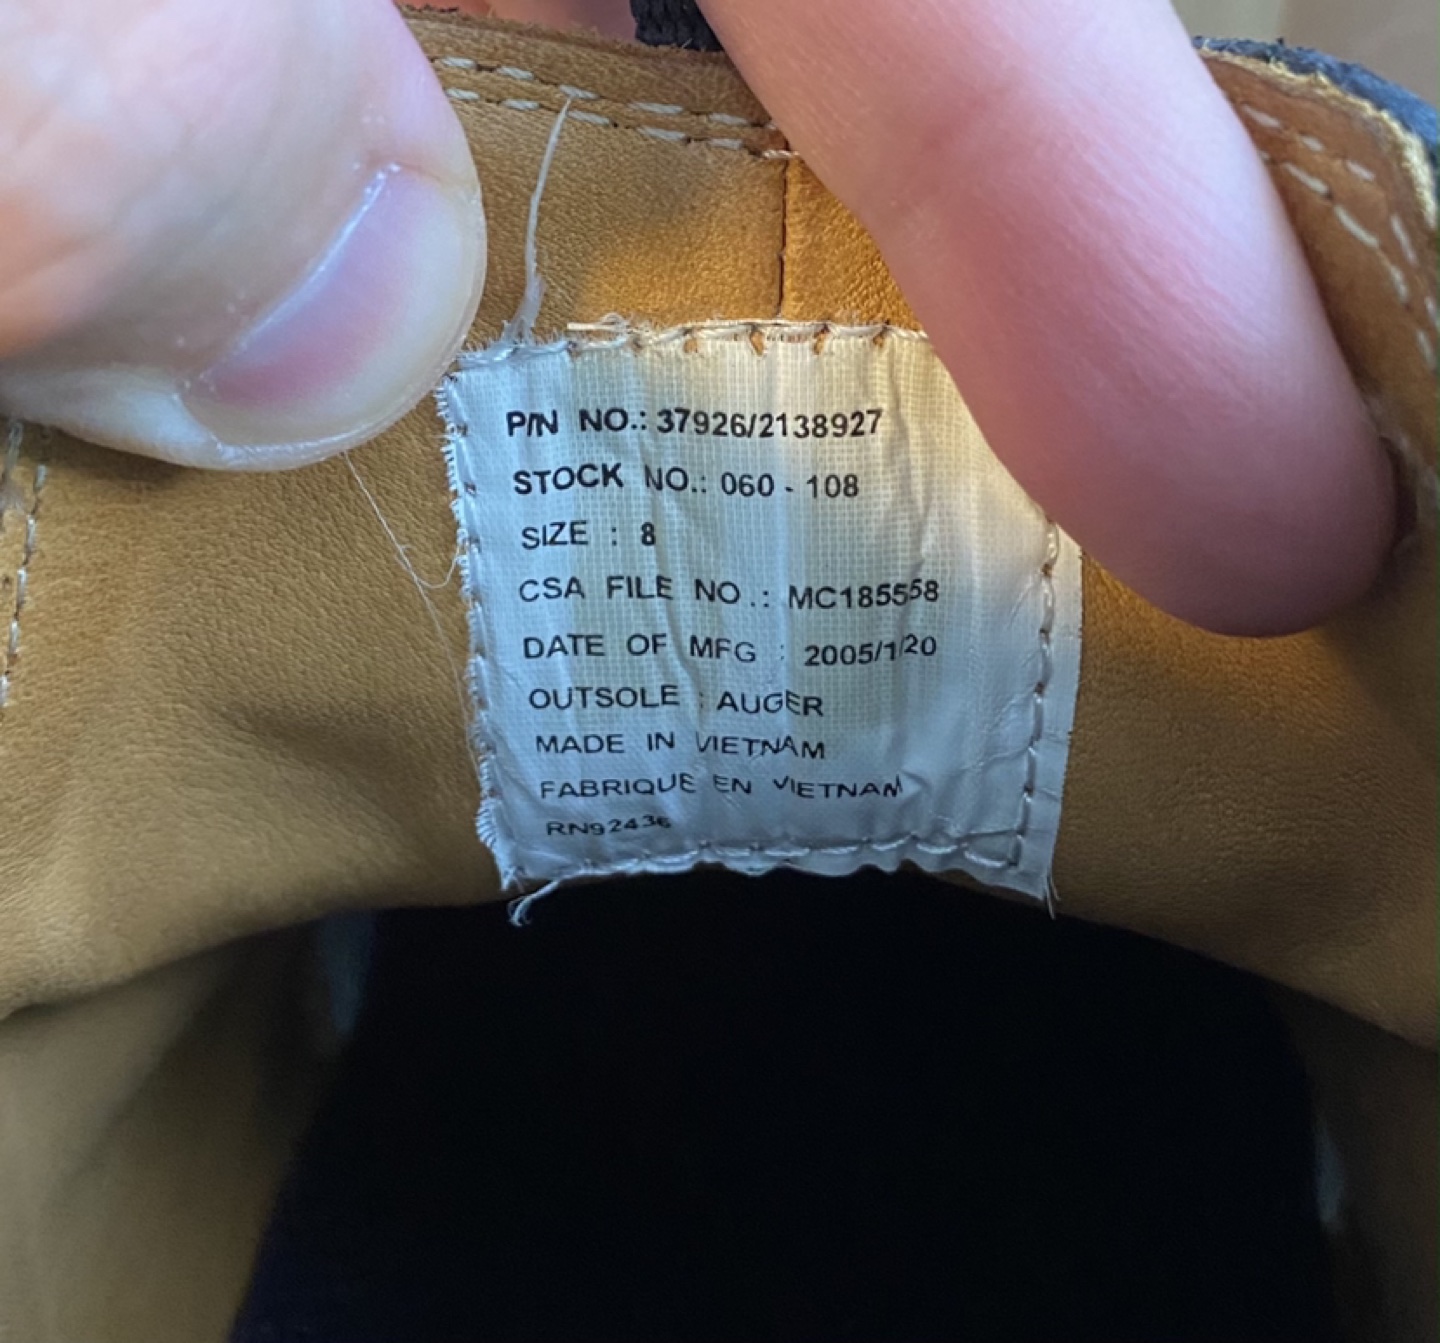 P/N NO.: 37926/2138927
STOCK NO.: 060 - 108
SIZE : 8
CSA FILE NO.: MC185558
DATE OF MFG : 2005/1/20
OUTSOLE : AUGER
MADE IN VIETNAM
FABRIQUE EN VIETNAM
RN92436